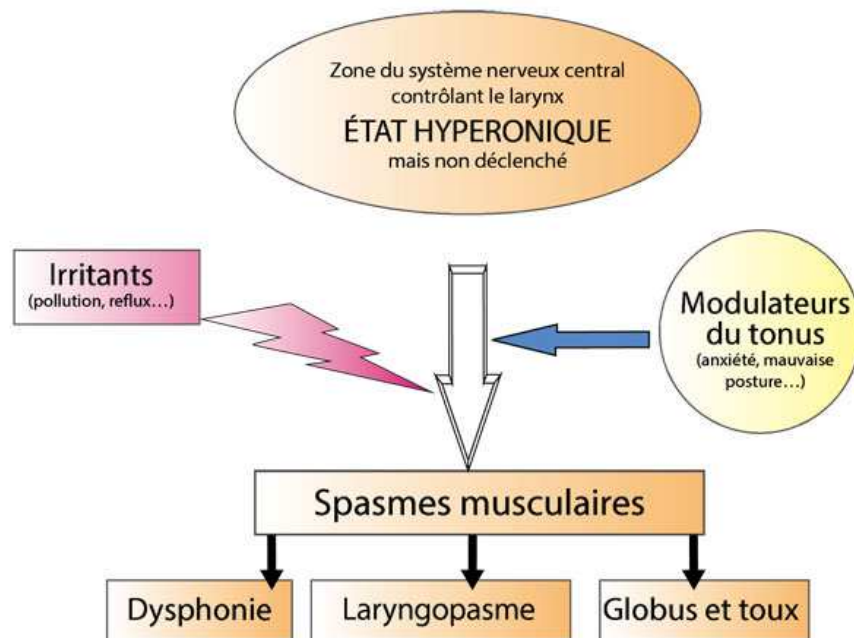 Zone du système nerveux central
contrôlant le larynx
ÉTAT HYPERONIQUE
mais non déclenché
Irritants
(pollution, reflux…)
Modulateurs
du tonus
(anxiété, mauvaise
posture…)
Spasmes musculaires
Dysphonie
Laryngopasme
Globus et toux